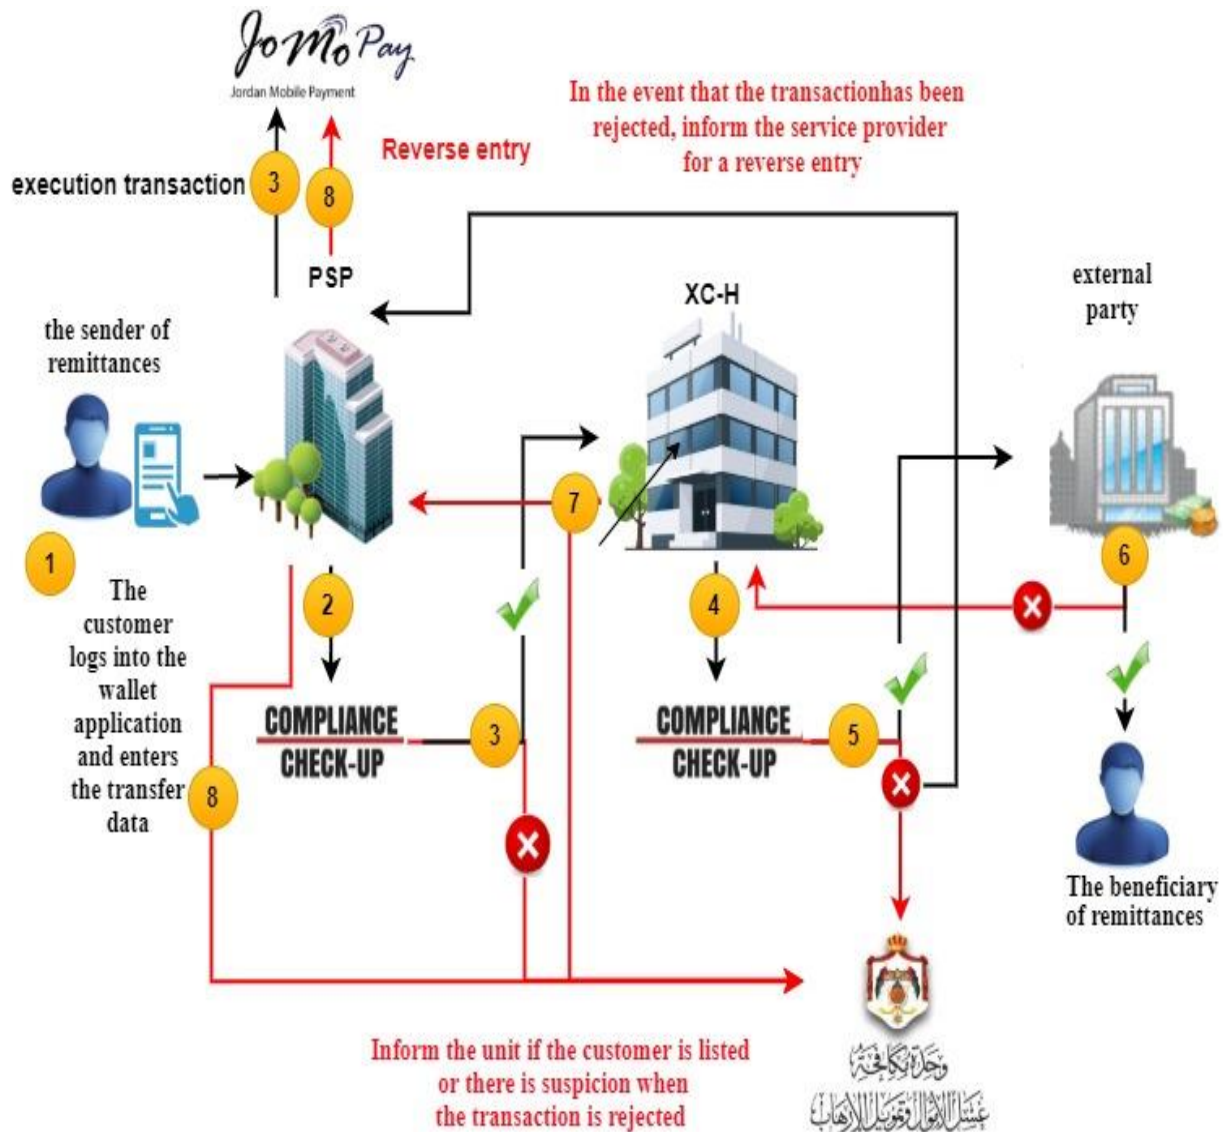 JoMo Pay
Jordan Mobile Payment
In the event that the transactionhas been
rejected, inform the service provider
for a reverse entry
Reverse entry
execution transaction
3
8
PSP
XC-H
external
party
the sender of
remittances
7
1
2
4
6
The
customer
logs into the
wallet
application
and enters
the transfer
data
COMPLIANCE
CHECK-UP
3
COMPLIANCE
CHECK-UP
5
8
The beneficiary
of remittances
Inform the unit if the customer is listed
or there is suspicion when
the transaction is rejected
وحدة مكافحة
غسل الأموال وتمويل الإرهاب